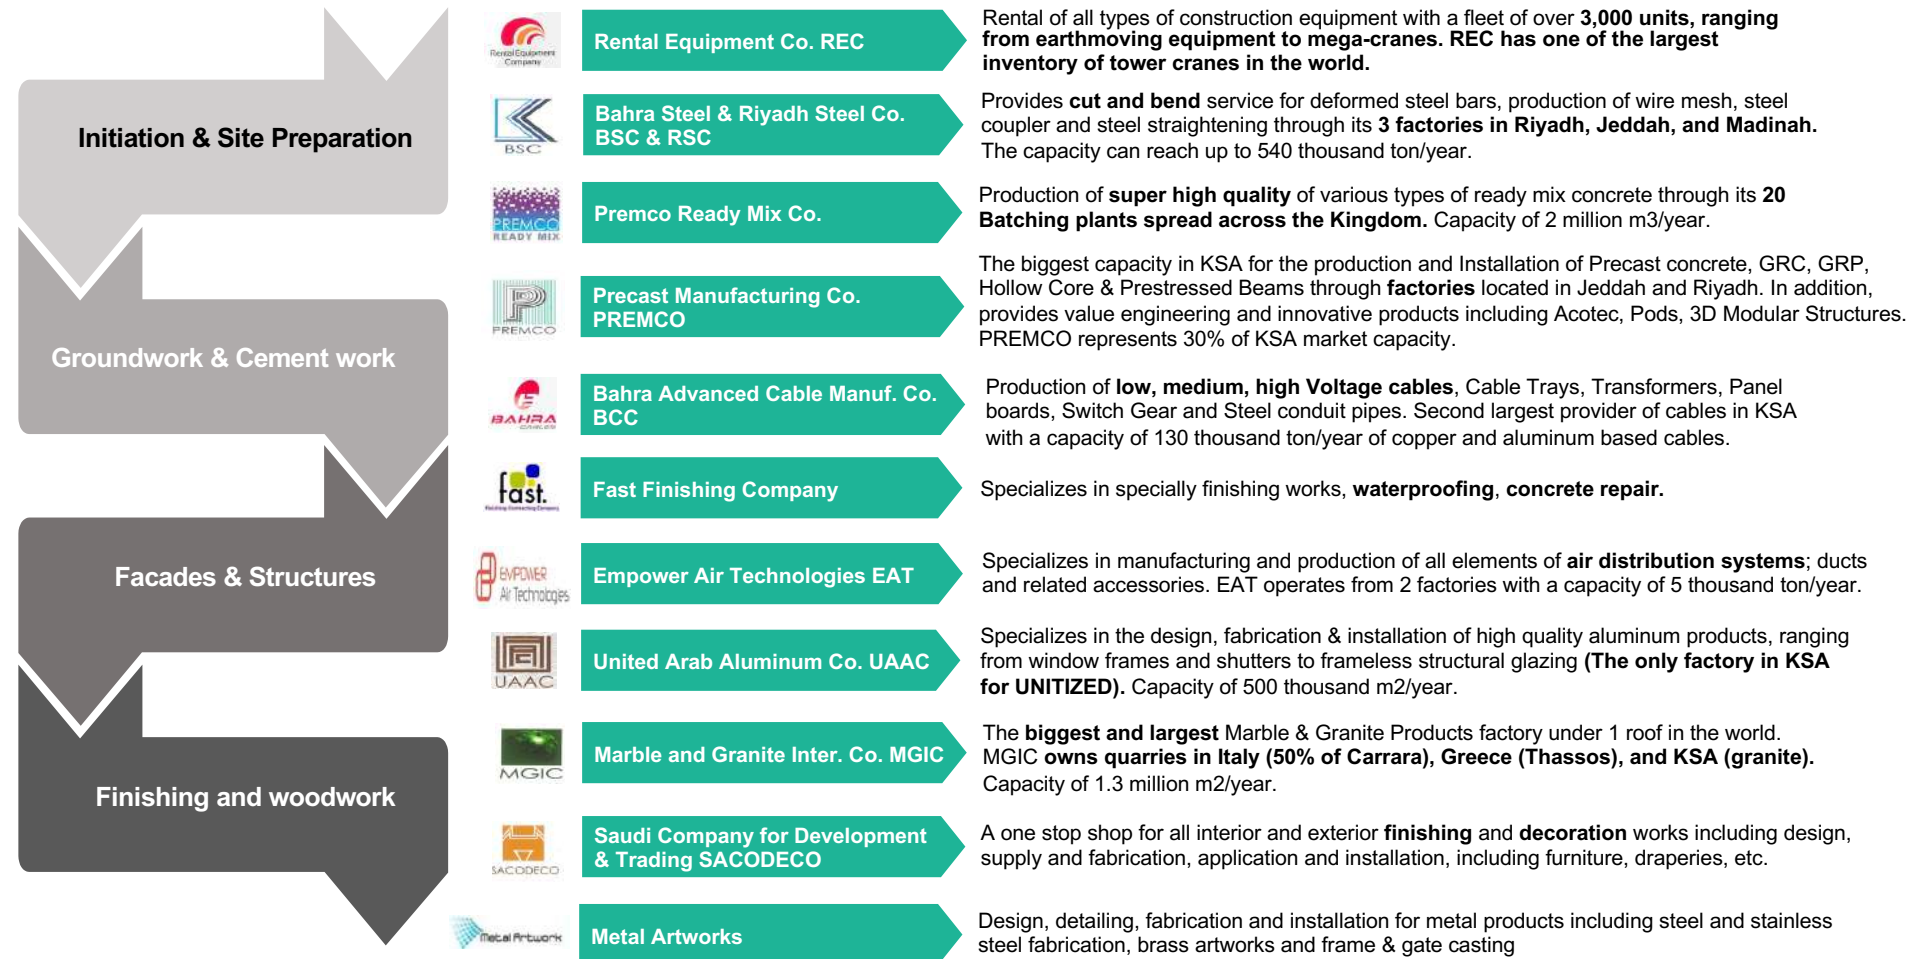 Initiation & Site Preparation
Groundwork & Cement work
Facades & Structures
Finishing and woodwork
Rental Equipment
Company
Rental Equipment Co. REC
Rental of all types of construction equipment with a fleet of over 3,000 units, ranging
from earthmoving equipment to mega-cranes. REC has one of the largest
inventory of tower cranes in the world.
BSC
Bahra Steel & Riyadh Steel Co.
BSC & RSC
Provides cut and bend service for deformed steel bars, production of wire mesh, steel
coupler and steel straightening through its 3 factories in Riyadh, Jeddah, and Madinah.
The capacity can reach up to 540 thousand ton/year.
PREMCO
READY MIX
Premco Ready Mix Co.
Production of super high quality of various types of ready mix concrete through its 20
Batching plants spread across the Kingdom. Capacity of 2 million m3/year.
PREMCO
Precast Manufacturing Co.
PREMCO
The biggest capacity in KSA for the production and Installation of Precast concrete, GRC, GRP,
Hollow Core & Prestressed Beams through factories located in Jeddah and Riyadh. In addition,
provides value engineering and innovative products including Acotec, Pods, 3D Modular Structures.
PREMCO represents 30% of KSA market capacity.
BAHRA
CABLES
Bahra Advanced Cable Manuf. Co.
BCC
Production of low, medium, high Voltage cables, Cable Trays, Transformers, Panel
boards, Switch Gear and Steel conduit pipes. Second largest provider of cables in KSA
with a capacity of 130 thousand ton/year of copper and aluminum based cables.
fast.
Finishing Contracting Company
Fast Finishing Company
Specializes in specially finishing works, waterproofing, concrete repair.
EMPOWER
Air Technologies
Empower Air Technologies EAT
Specializes in manufacturing and production of all elements of air distribution systems; ducts
and related accessories. EAT operates from 2 factories with a capacity of 5 thousand ton/year.
UAAC
United Arab Aluminum Co. UAAC
Specializes in the design, fabrication & installation of high quality aluminum products, ranging
from window frames and shutters to frameless structural glazing (The only factory in KSA
for UNITIZED). Capacity of 500 thousand m2/year.
MGIC
Marble and Granite Inter. Co. MGIC
The biggest and largest Marble & Granite Products factory under 1 roof in the world.
MGIC owns quarries in Italy (50% of Carrara), Greece (Thassos), and KSA (granite).
Capacity of 1.3 million m2/year.
SACODECO
Saudi Company for Development
& Trading SACODECO
A one stop shop for all interior and exterior finishing and decoration works including design,
supply and fabrication, application and installation, including furniture, draperies, etc.
Metal Artwork
Metal Artworks
Design, detailing, fabrication and installation for metal products including steel and stainless
steel fabrication, brass artworks and frame & gate casting